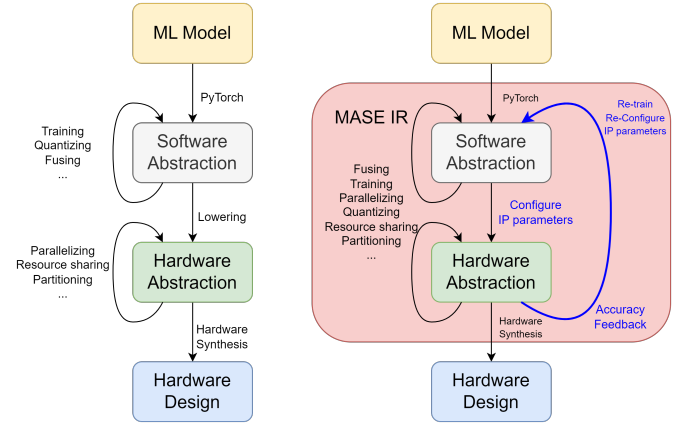 ML Model
PyTorch
Training
Quantizing
Fusing
...
Software
Abstraction
Lowering
Parallelizing
Resource sharing
Partitioning
...
Hardware
Abstraction
Hardware
Synthesis
Hardware
Design
ML Model
MASE IR
PyTorch
Re-train
Re-Configure
IP parameters
Software
Abstraction
Fusing
Training
Parallelizing
Quantizing
Resource sharing
Partitioning
...
Configure
IP parameters
Hardware
Abstraction
Accuracy
Feedback
Hardware
Synthesis
Hardware
Design